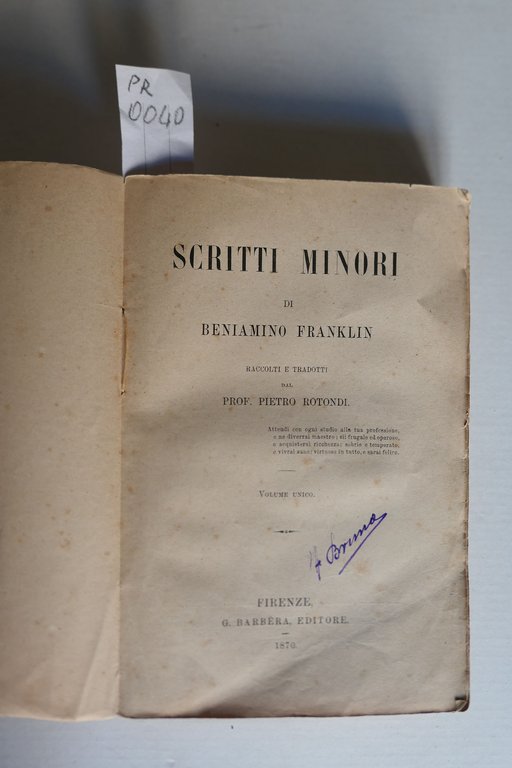 PR
0040
SCRITTI MINORI
DI
BENIAMINO FRANKLIN
RACCOLTI E TRADOTTI
DAL
PROF. PIETRO ROTONDI.
Attendi con ogni studio alla tua professione,
e ne diverrai maestro; sii frugale ed operoso,
e acquisterai ricchezza; sobrio e temperato,
e vivrai sano; virtuoso in tutto, e sarai felice.
VOLUME UNICO.
Bruna
FIRENZE,
G. BARBÈRA, EDITORE.
1870.